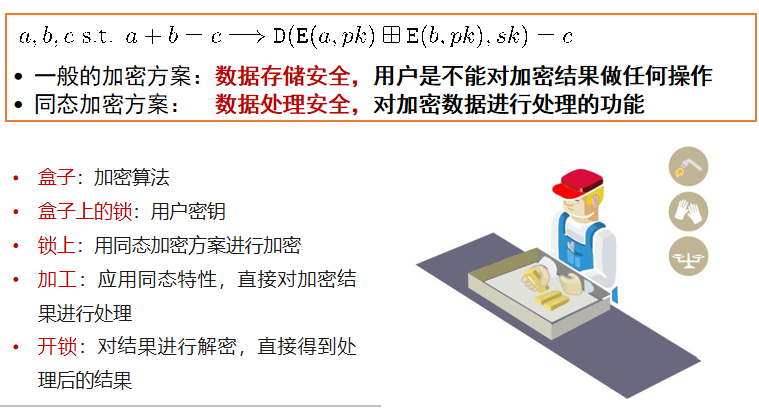 a, b, c s.t. a + b = c ⟶ D(E(a, pk) ⊞ E(b, pk), sk) = c
• 一般的加密方案：数据存储安全，用户是不能对加密结果做任何操作
• 同态加密方案： 数据处理安全，对加密数据进行处理的功能
• 盒子：加密算法
• 盒子上的锁：用户密钥
• 锁上：用同态加密方案进行加密
• 加工：应用同态特性，直接对加密结
果进行处理
• 开锁：对结果进行解密，直接得到处
理后的结果